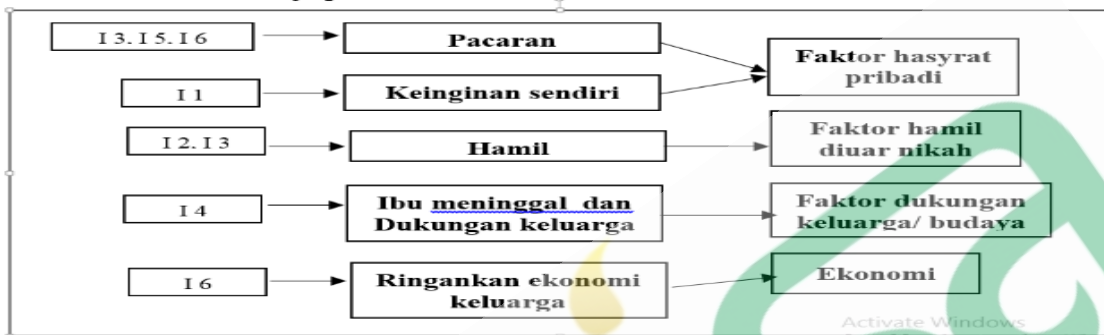 I 3. I 5. I 6
Pacaran
Faktor hasyrat
pribadi
I 1
Keinginan sendiri
I 2. I 3
Hamil
Faktor hamil
diuar nikah
I 4
Ibu meninggal dan
Dukungan keluarga
Faktor dukungan
keluarga/ budaya
I 6
Ringankan ekonomi
keluarga
Ekonomi
Activate Windows